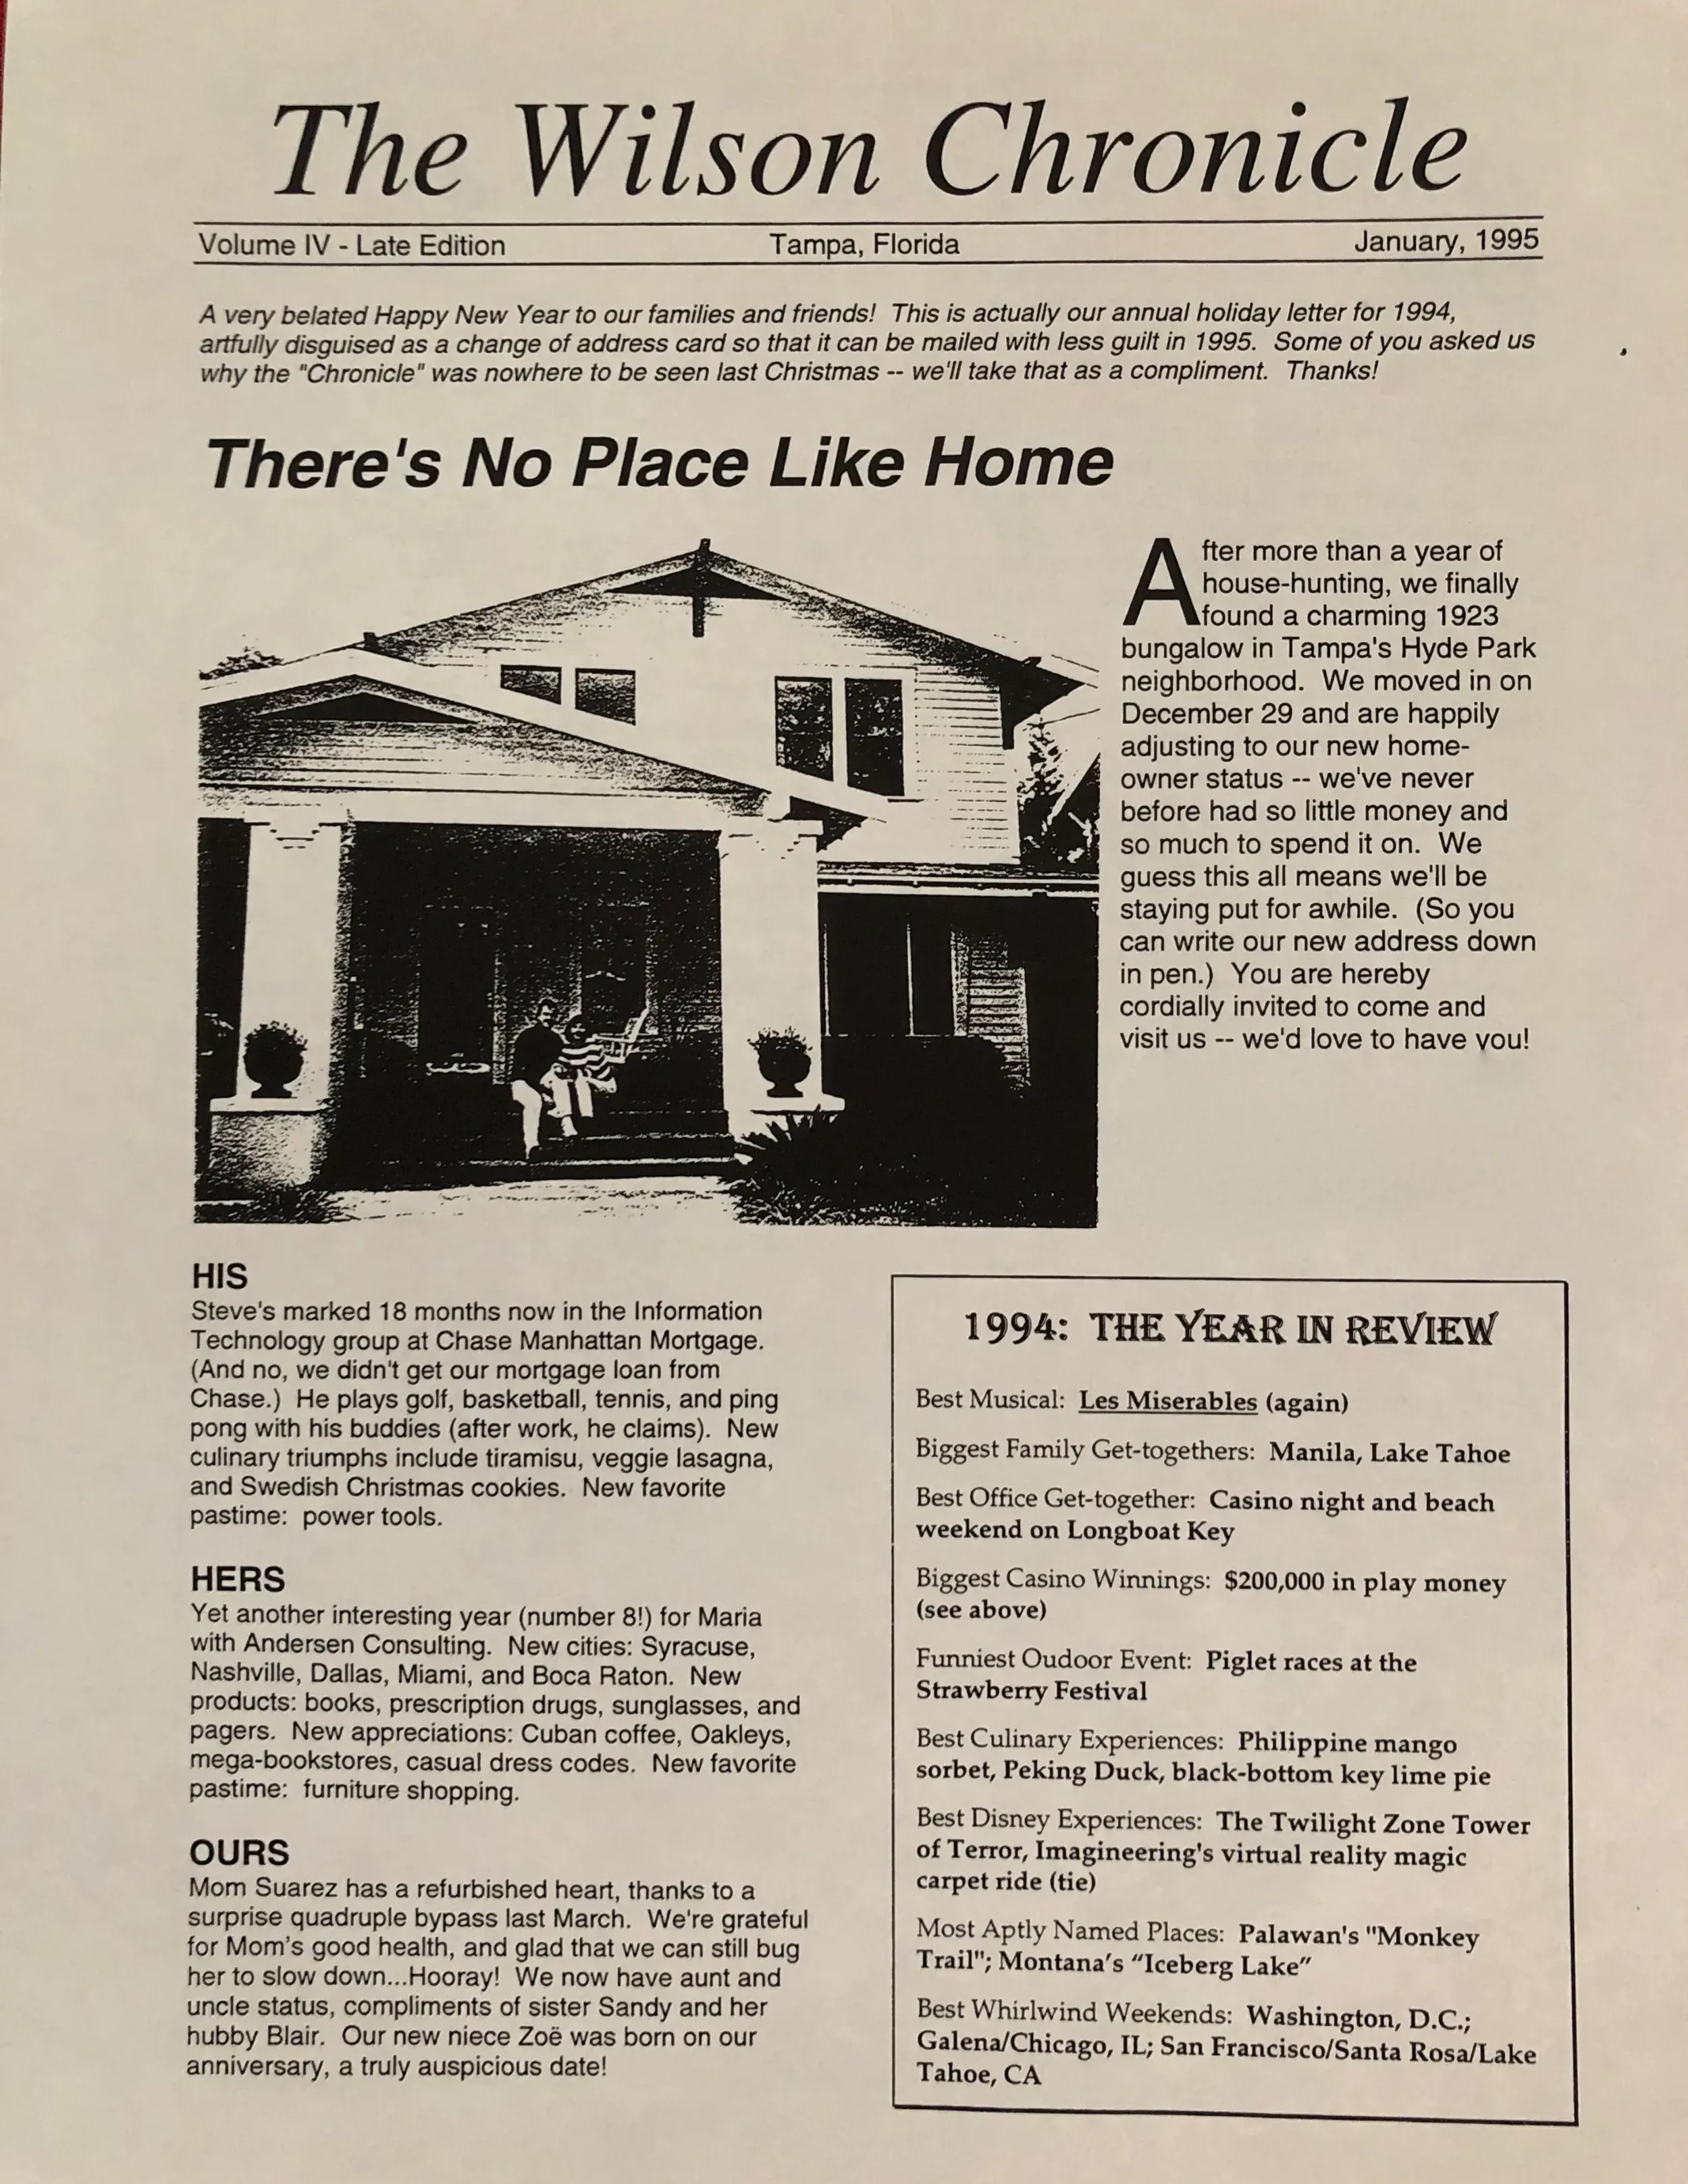 The Wilson Chronicle
Volume IV - Late Edition
Tampa, Florida
January, 1995
A very belated Happy New Year to our families and friends!  This is actually our annual holiday letter for 1994,
artfully disguised as a change of address card so that it can be mailed with less guilt in 1995.  Some of you asked us
why the "Chronicle" was nowhere to be seen last Christmas -- we'll take that as a compliment.  Thanks!
There's No Place Like Home
After more than a year of
house-hunting, we finally
found a charming 1923
bungalow in Tampa's Hyde Park
neighborhood.  We moved in on
December 29 and are happily
adjusting to our new home-
owner status -- we've never
before had so little money and
so much to spend it on.  We
guess this all means we'll be
staying put for awhile.  (So you
can write our new address down
in pen.)  You are hereby
cordially invited to come and
visit us -- we'd love to have you!
HIS
Steve's marked 18 months now in the Information
Technology group at Chase Manhattan Mortgage.
(And no, we didn't get our mortgage loan from
Chase.)  He plays golf, basketball, tennis, and ping
pong with his buddies (after work, he claims).  New
culinary triumphs include tiramisu, veggie lasagna,
and Swedish Christmas cookies.  New favorite
pastime:  power tools.
HERS
Yet another interesting year (number 8!) for Maria
with Andersen Consulting.  New cities: Syracuse,
Nashville, Dallas, Miami, and Boca Raton.  New
products: books, prescription drugs, sunglasses, and
pagers.  New appreciations: Cuban coffee, Oakleys,
mega-bookstores, casual dress codes.  New favorite
pastime:  furniture shopping.
OURS
Mom Suarez has a refurbished heart, thanks to a
surprise quadruple bypass last March.  We're grateful
for Mom's good health, and glad that we can still bug
her to slow down...Hooray!  We now have aunt and
uncle status, compliments of sister Sandy and her
hubby Blair.  Our new niece Zoë was born on our
anniversary, a truly auspicious date!
1994:  THE YEAR IN REVIEW
Best Musical:  Les Miserables (again)
Biggest Family Get-togethers:  Manila, Lake Tahoe
Best Office Get-together:  Casino night and beach
weekend on Longboat Key
Biggest Casino Winnings:  $200,000 in play money
(see above)
Funniest Oudoor Event:  Piglet races at the
Strawberry Festival
Best Culinary Experiences:  Philippine mango
sorbet, Peking Duck, black-bottom key lime pie
Best Disney Experiences:  The Twilight Zone Tower
of Terror, Imagineering's virtual reality magic
carpet ride (tie)
Most Aptly Named Places:  Palawan's "Monkey
Trail"; Montana's “Iceberg Lake”
Best Whirlwind Weekends:  Washington, D.C.;
Galena/Chicago, IL; San Francisco/Santa Rosa/Lake
Tahoe, CA